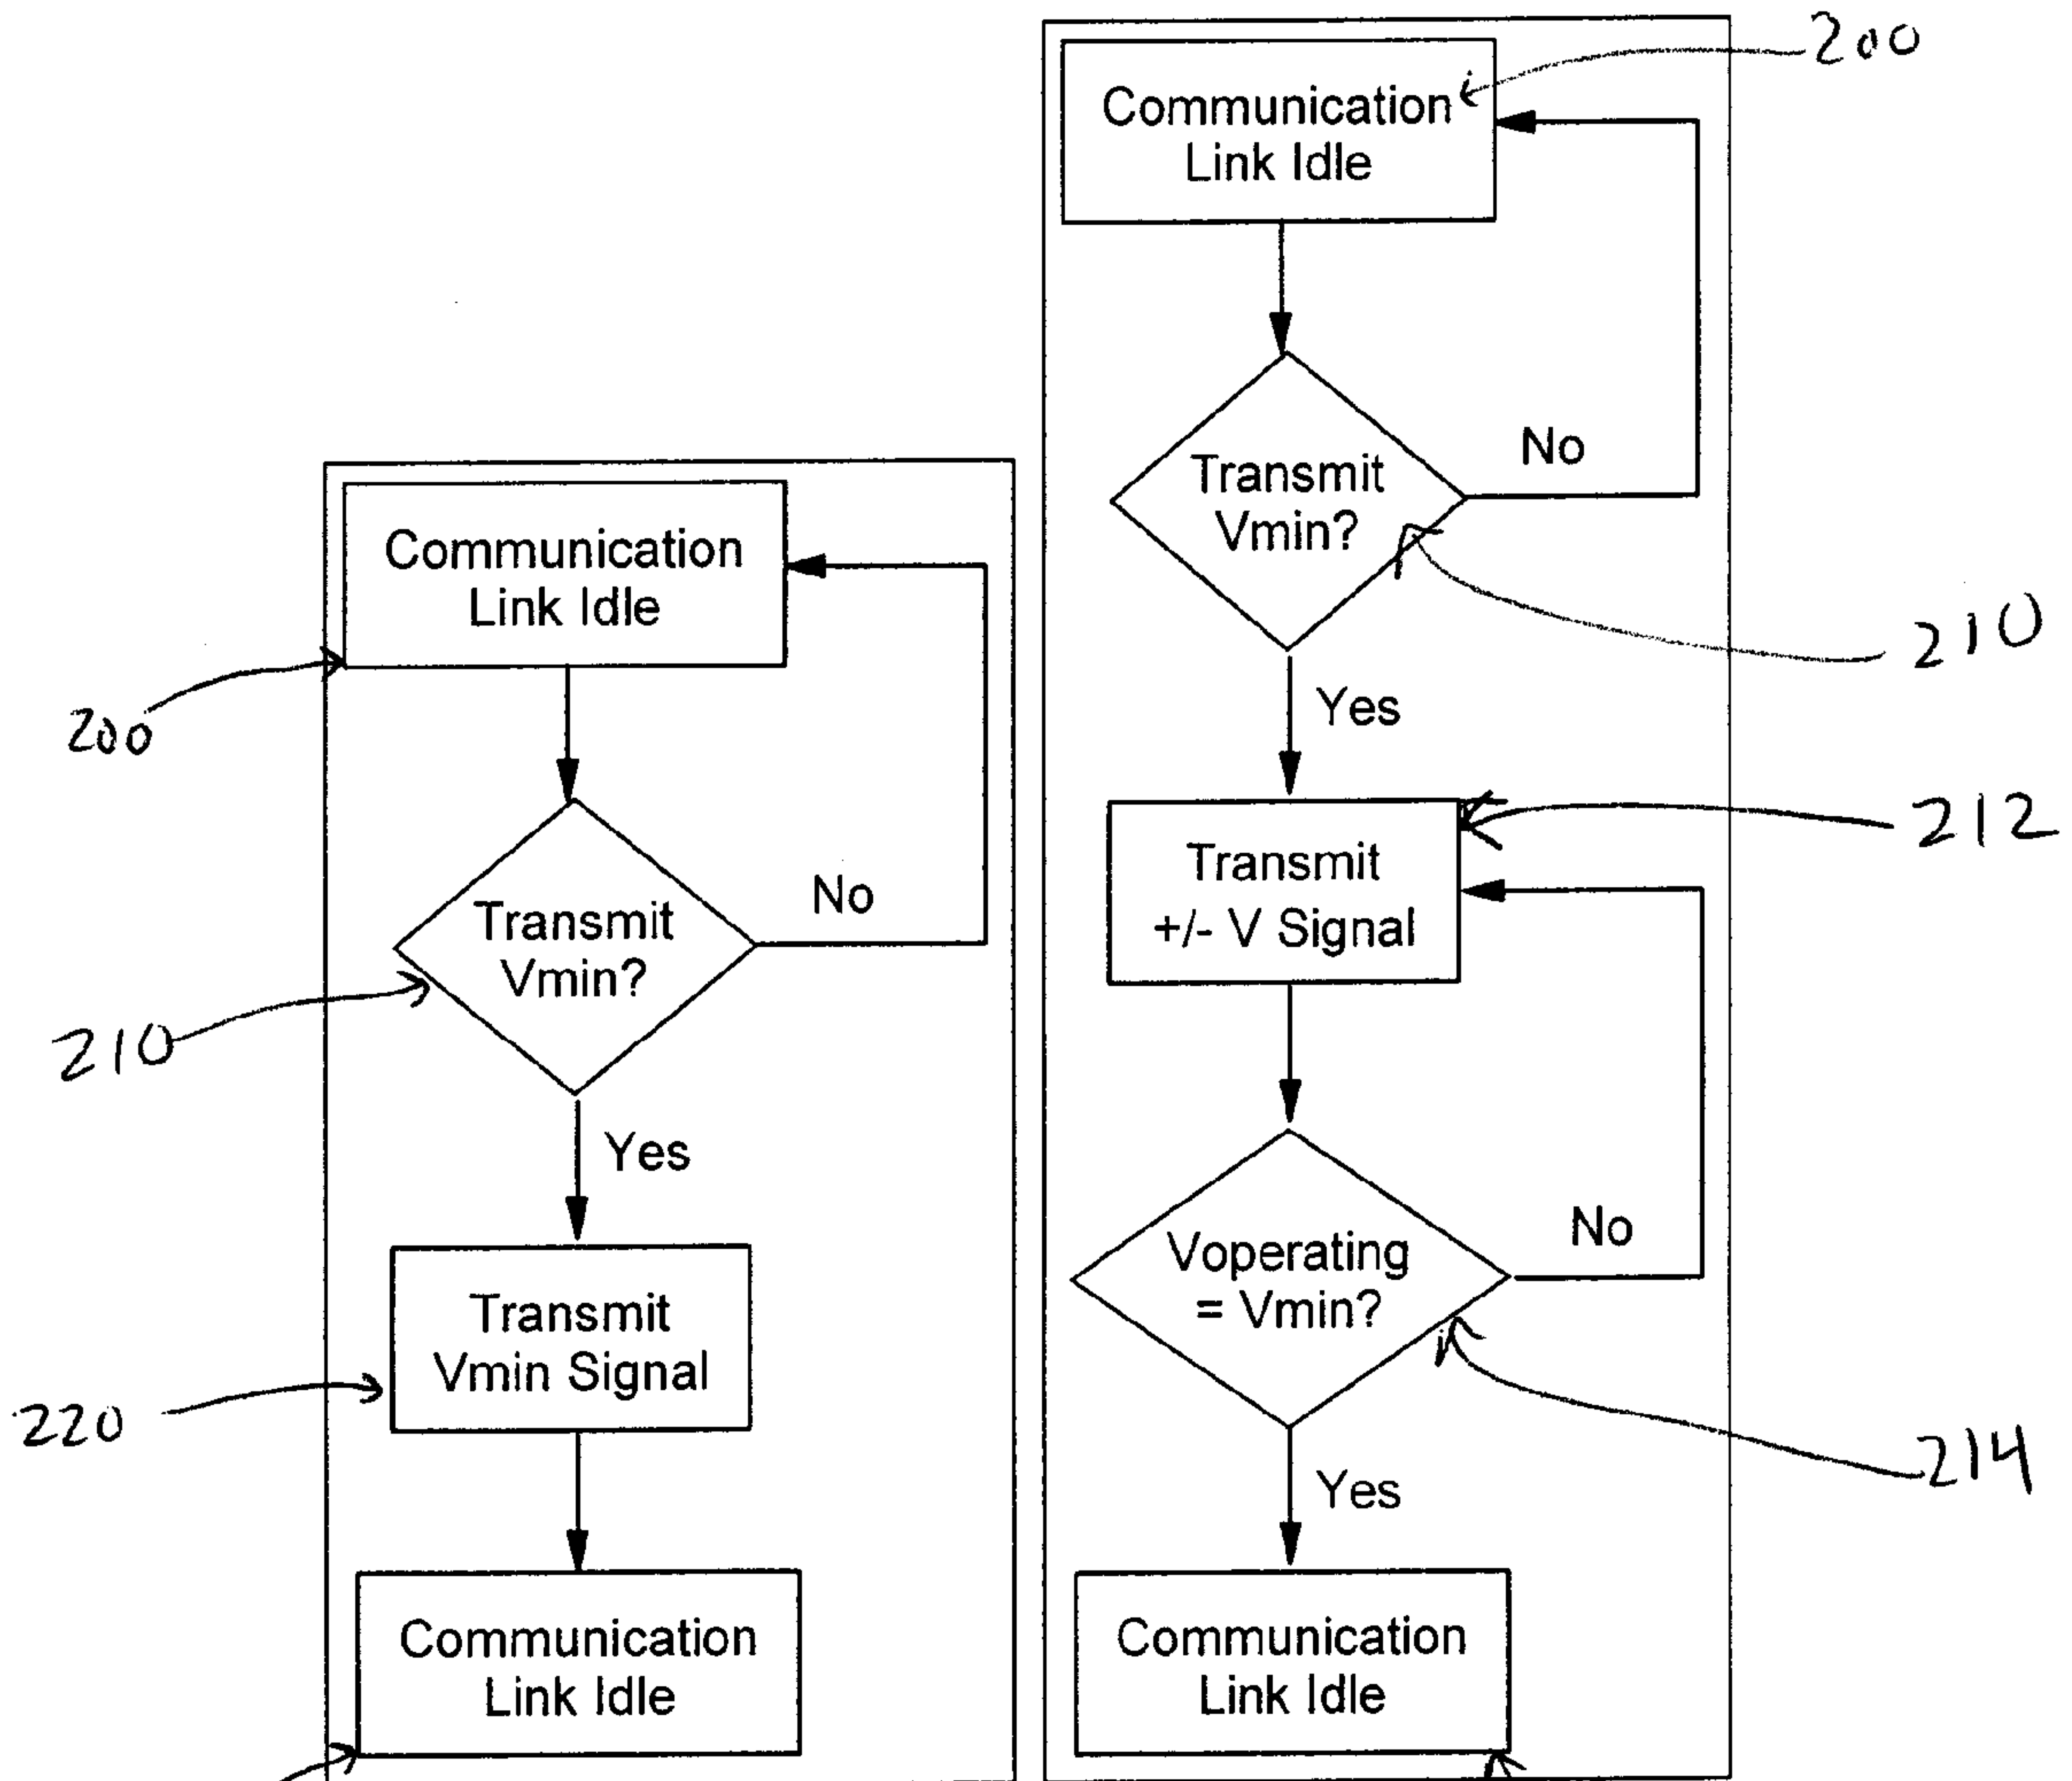 Communication
Link Idle
200
Transmit
Vmin?
No
210
Yes
Transmit
Vmin Signal
220
Communication
Link Idle
Communication
Link Idle
200
Transmit
Vmin?
No
210
Yes
Transmit
+/- V Signal
212
Voperating
= Vmin?
No
214
Yes
Communication
Link Idle